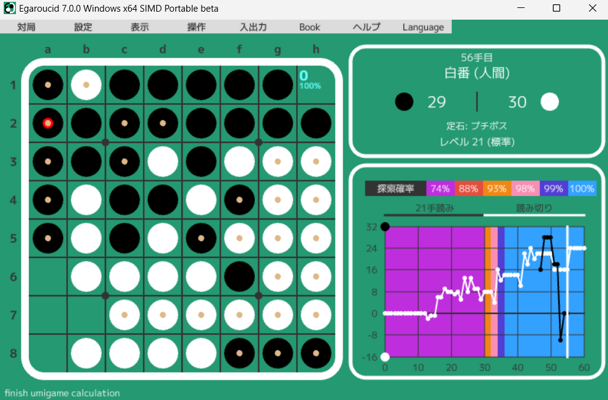 Egaroucid 7.0.0 Windows x64 SIMD Portable beta
対局 設定 表示 操作 入出力 Book ヘルプ Language
a b c d e f g h
1
0
100%
2
3
4
5
6
7
8
56手目
白番 (人間)
29 30
定石: プチポス
レベル 21 (標準)
探索確率 74% 88% 93% 98% 99% 100%
21手読み 読み切り
32
24
16
8
0
-8
-16
0 10 20 30 40 50 60
finish umigame calculation